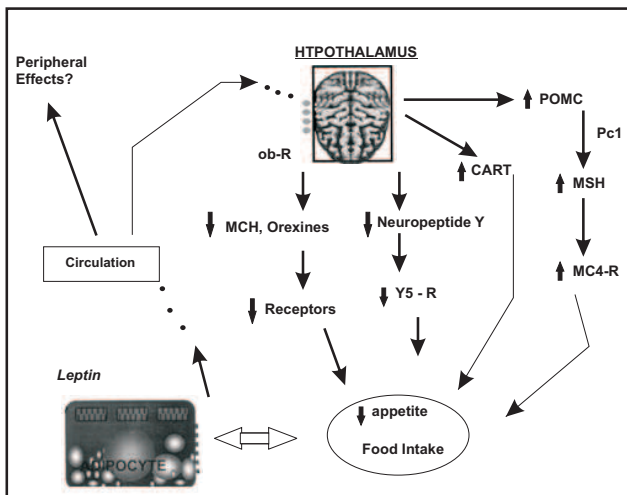 HTPOTHALAMUS
Peripheral
Effects?
POMC
Pc1
ob-R
CART
MSH
MCH, Orexines
Neuropeptide Y
Circulation
MC4-R
Receptors
Y5 - R
Leptin
appetite
Food Intake
ADIPOCYTE